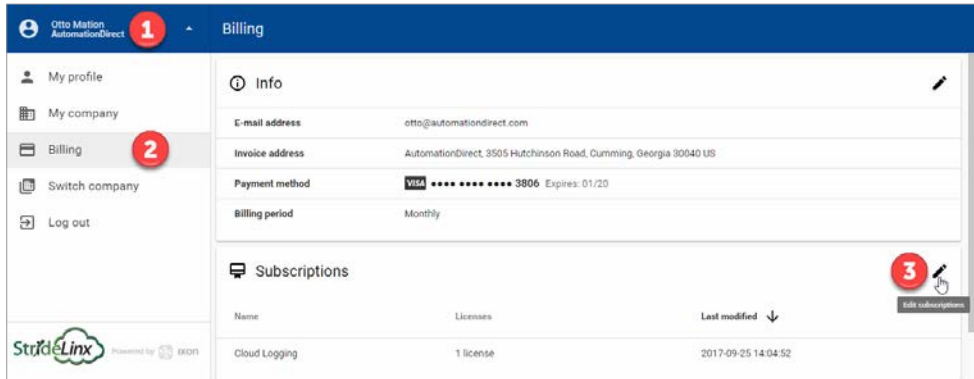 Otto Mation
AutomationDirect
1
Billing
My profile
My company
Billing
2
Switch company
Log out
Info
E-mail address otto@automationdirect.com
Invoice address AutomationDirect, 3505 Hutchinson Road, Cumming, Georgia 30040 US
Payment method VISA •••• •••• •••• 3806 Expires: 01/20
Billing period Monthly
Subscriptions
3
Edit subscriptions
Name Licenses Last modified
Cloud Logging 1 license 2017-09-25 14:04:52
StrideLinx Powered by IXON